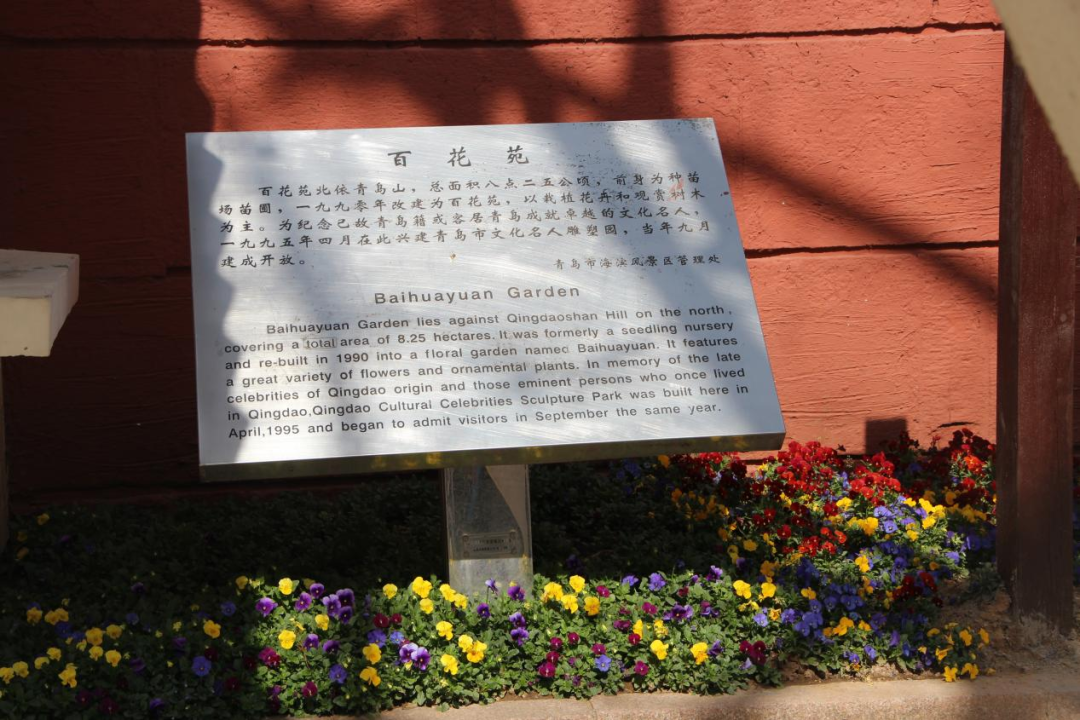 百花苑
百花苑北依青岛山，总面积八点二五公顷，前身为种苗
场苗圃，一九九零年改建为百花苑，以栽植花卉和观赏树木
为主。为纪念已故青岛籍或客居青岛成就卓越的文化名人，
一九九五年四月在此兴建青岛市文化名人雕塑园，当年九月
建成开放。
青岛市海滨风景区管理处
Baihuayuan Garden
Baihuayuan Garden lies against Qingdaoshan Hill on the north,
covering a total area of 8.25 hectares. It was formerly a seedling nursery
and re-built in 1990 into a floral garden named Baihuayuan. It features
a great variety of flowers and ornamental plants. In memory of the late
celebrities of Qingdao origin and those eminent persons who once lived
in Qingdao,Qingdao Cultural Celebrities Sculpture Park was built here in
April,1995 and began to admit visitors in September the same year.